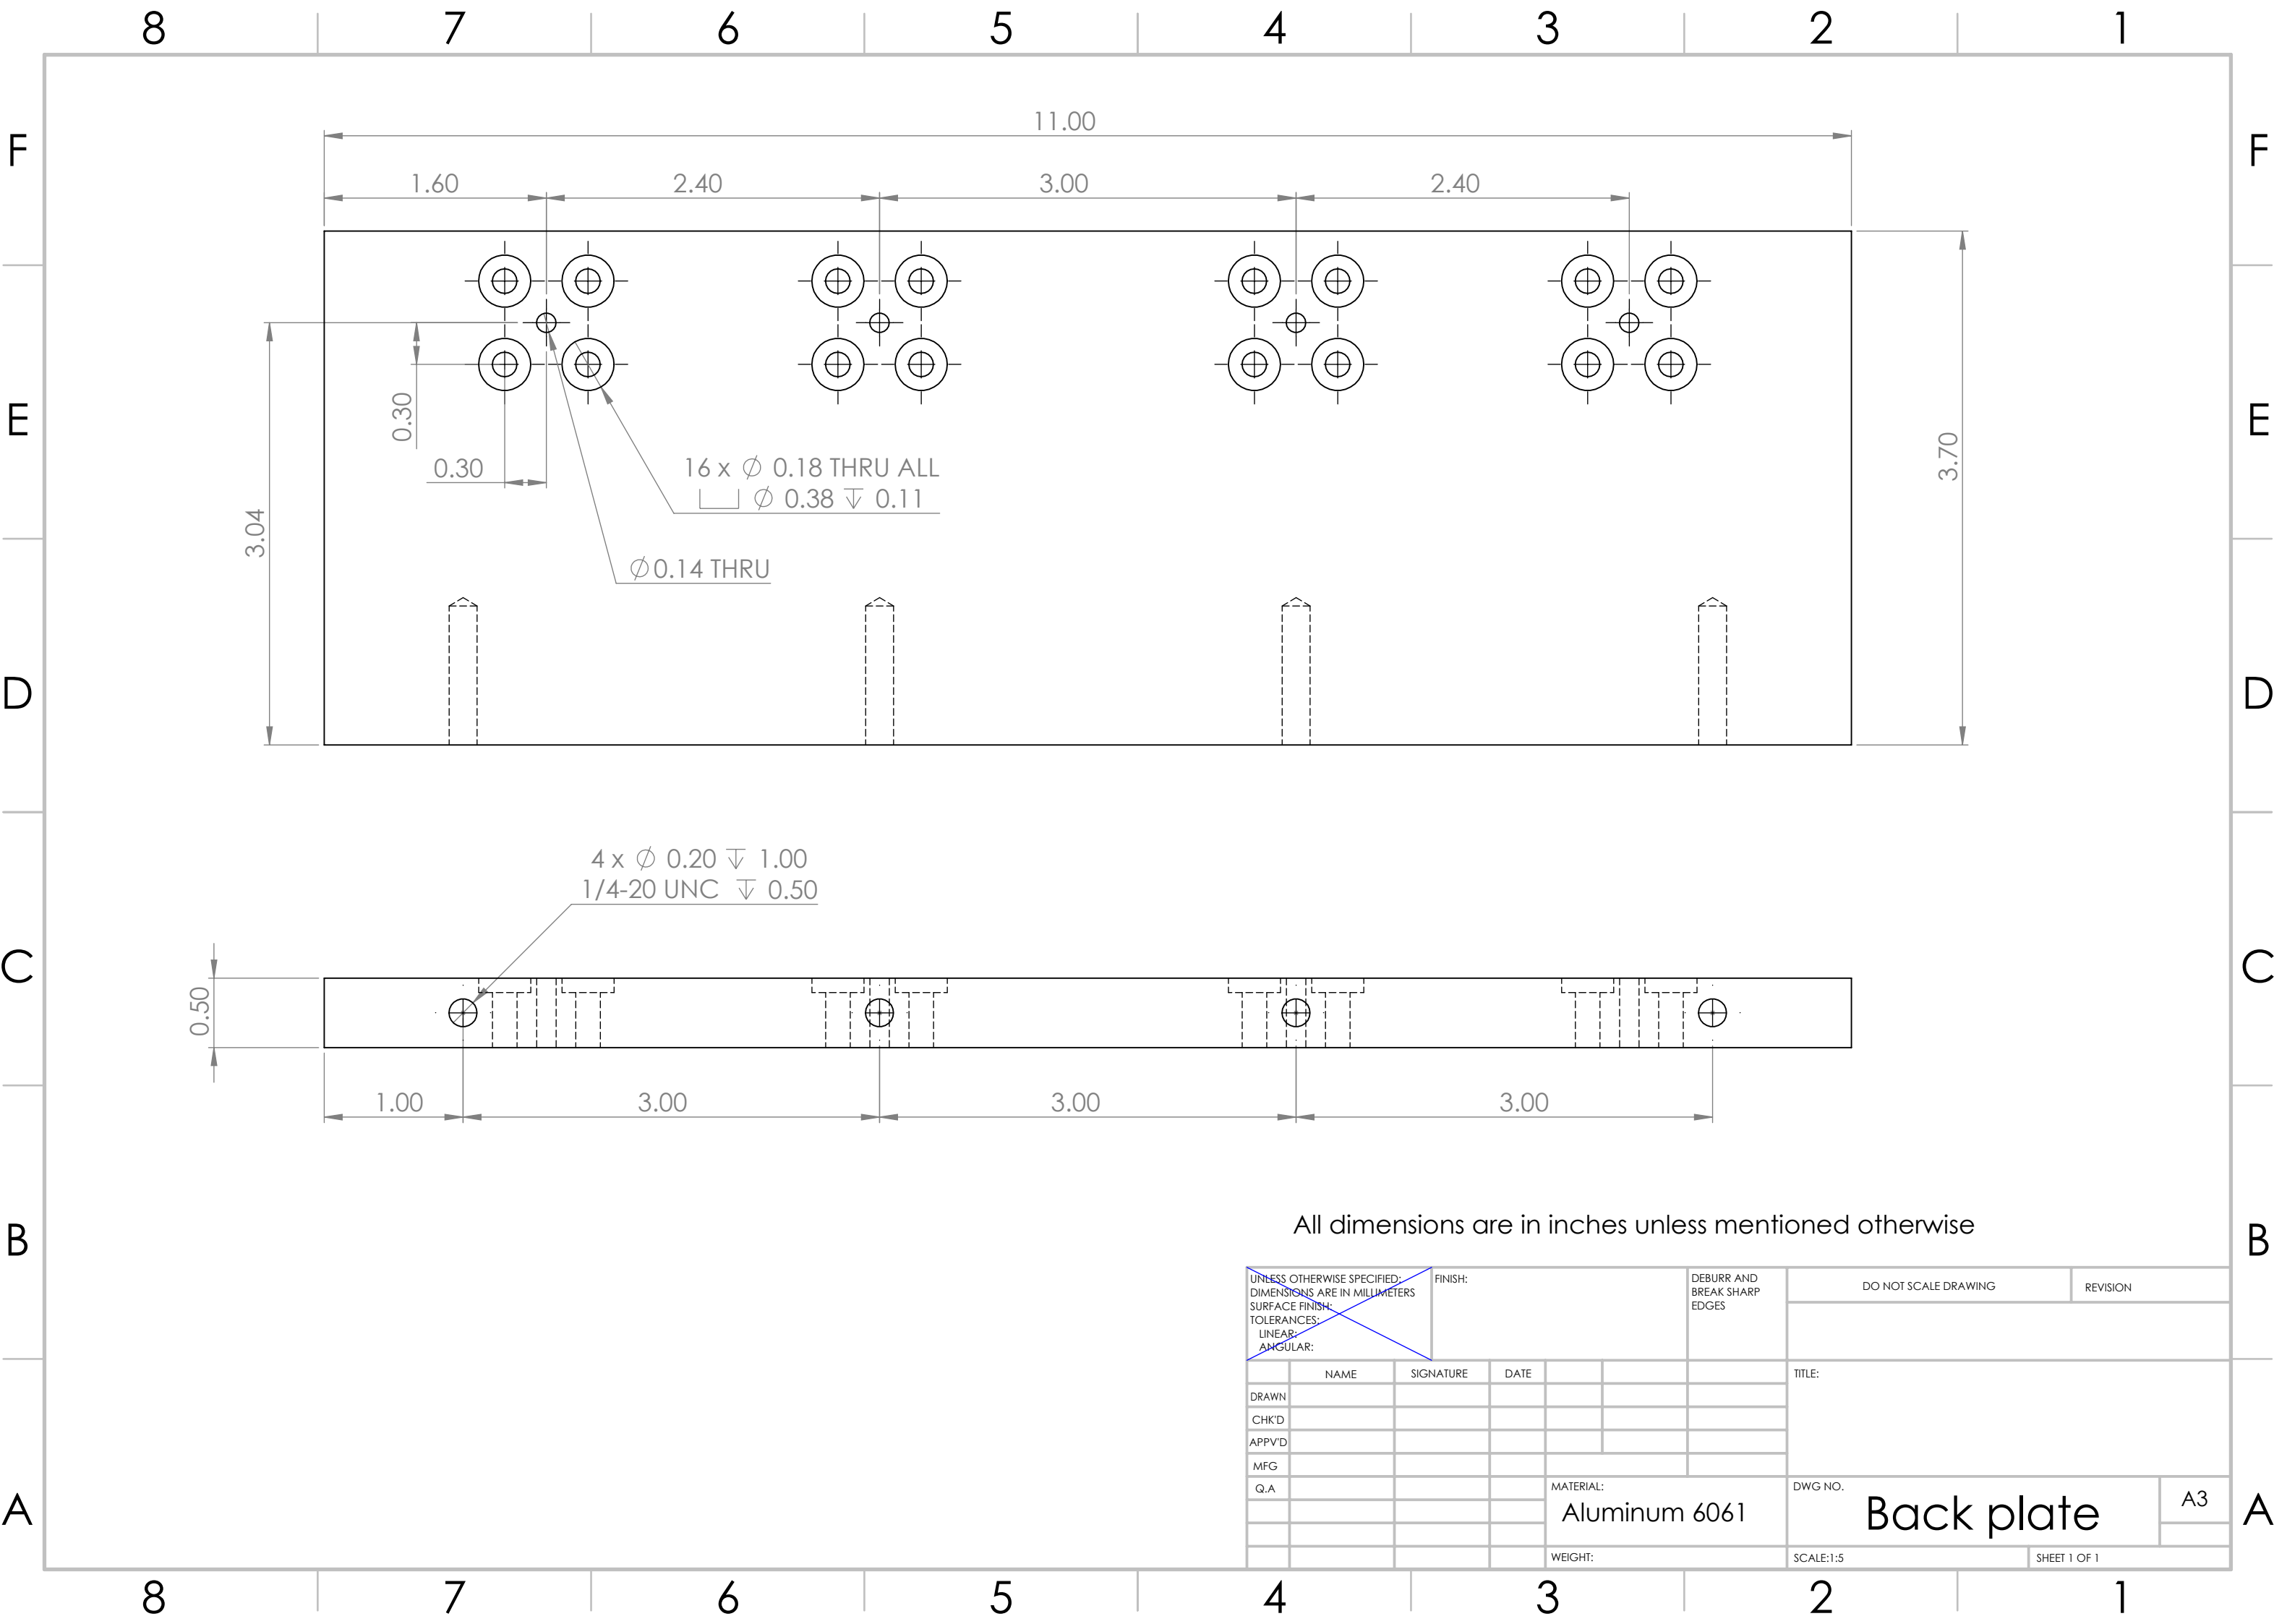 8 7 6 5 4 3 2 1
F F
11.00
1.60 2.40 3.00 2.40
E E
0.30
3.70
0.30
16 x ∅ 0.18 THRU ALL
⌴ ∅ 0.38 ↧ 0.11
3.04
∅0.14 THRU
D D
4 x ∅ 0.20 ↧ 1.00
1/4-20 UNC ↧ 0.50
C C
0.50
1.00 3.00 3.00 3.00
B B
All dimensions are in inches unless mentioned otherwise
UNLESS OTHERWISE SPECIFIED:
DIMENSIONS ARE IN MILLIMETERS
SURFACE FINISH:
TOLERANCES:
LINEAR:
ANGULAR:
FINISH:
DEBURR AND
BREAK SHARP
EDGES
DO NOT SCALE DRAWING
REVISION
NAME SIGNATURE DATE
TITLE:
DRAWN
CHK'D
APPV'D
MFG
Q.A
MATERIAL:
Aluminum 6061
DWG NO.
Back plate
A3
A A
WEIGHT:
SCALE:1:5
SHEET 1 OF 1
8 7 6 5 4 3 2 1